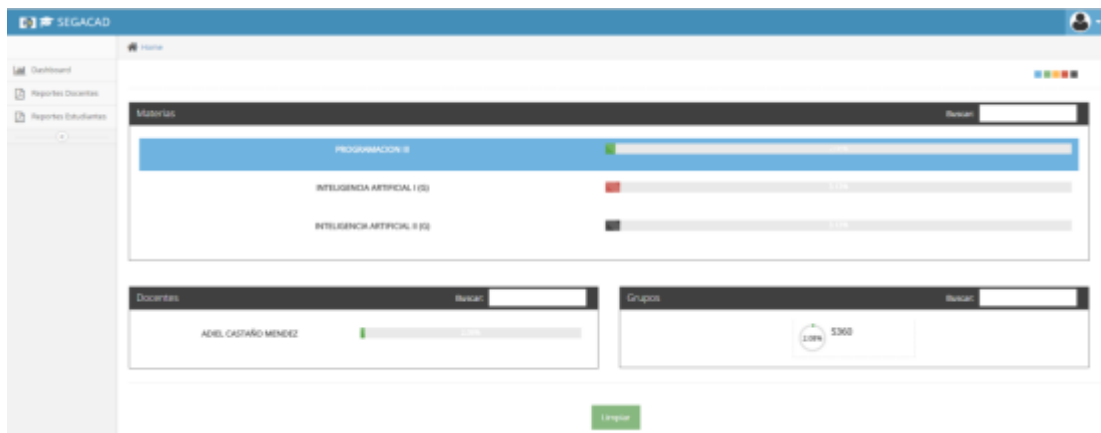 SEGACAD
Home
Dashboard
Reportes Docentes
Reportes Estudiantes
Materias
Buscar:
PROGRAMACION III
INTELIGENCIA ARTIFICIAL I (G)
INTELIGENCIA ARTIFICIAL II (G)
Docentes
Buscar:
Grupos
Buscar:
ADIEL CASTAÑO MENDEZ
2.08%
S360
Limpiar